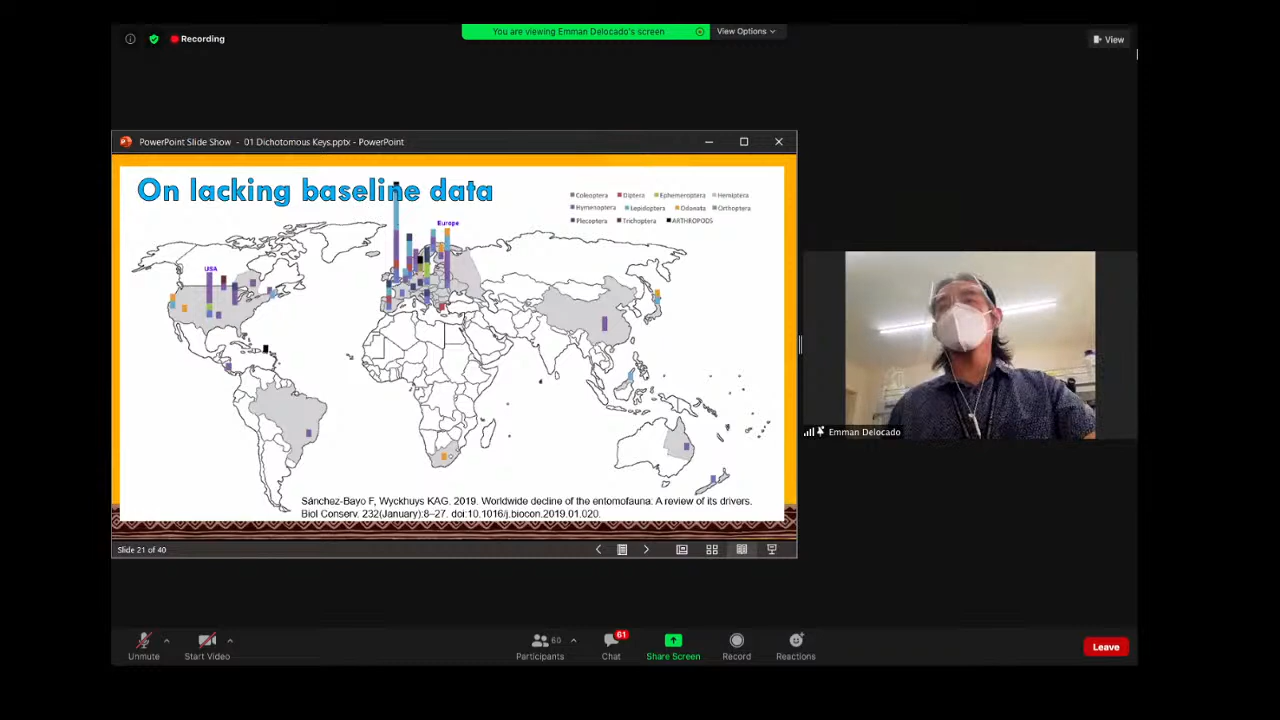 Recording
You are viewing Emman Delocado's screen
View Options
View
PowerPoint Slide Show - 01 Dichotomous Keys.pptx - PowerPoint
On lacking baseline data
Coleoptera Diptera Ephemeroptera Hemiptera
Hymenoptera Lepidoptera Odonata Orthoptera
Plecoptera Trichoptera ARTHROPODS
Europe
USA
Emman Delocado
Sánchez-Bayo F, Wyckhuys KAG. 2019. Worldwide decline of the entomofauna: A review of its drivers.
Biol Conserv. 232(January):8–27. doi:10.1016/j.biocon.2019.01.020.
Slide 21 of 40
60
61
Unmute
Start Video
Participants
Chat
Share Screen
Record
Reactions
Leave